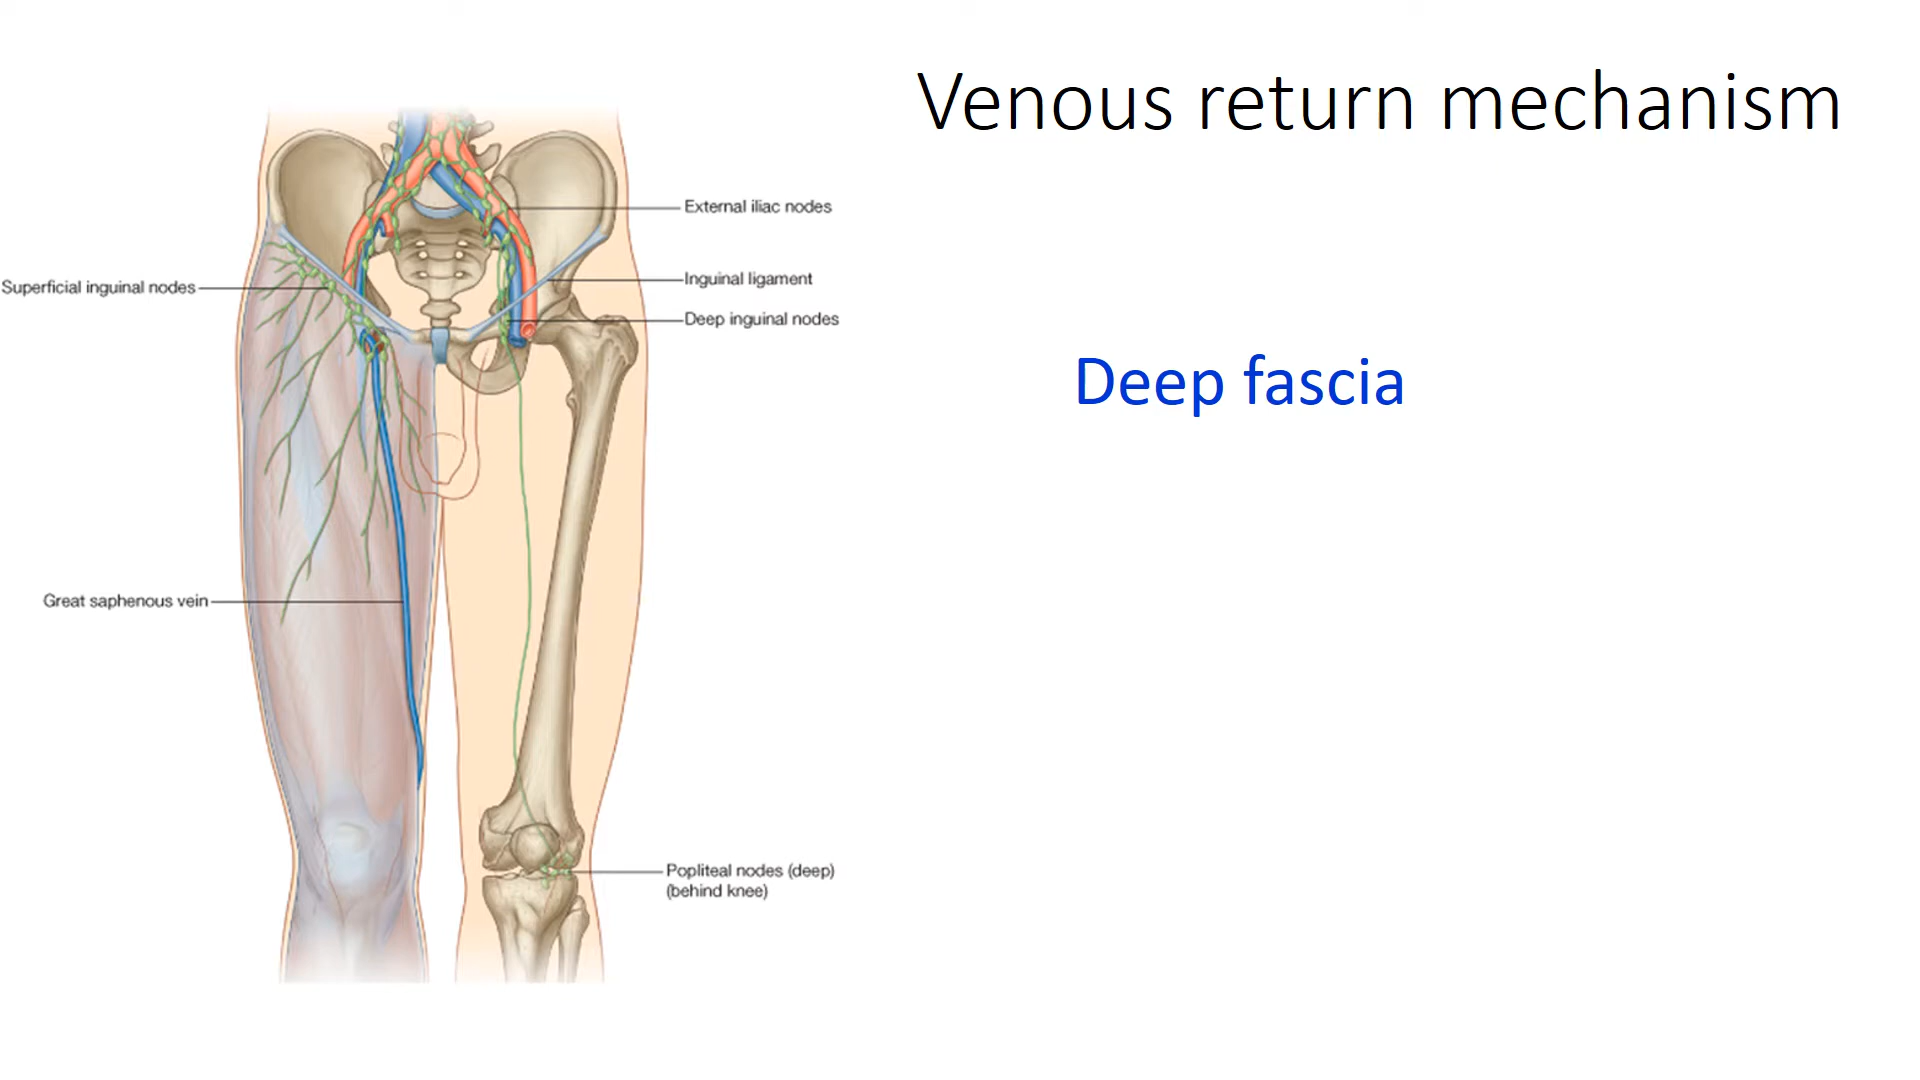 Venous return mechanism
External iliac nodes
Inguinal ligament
Superficial inguinal nodes
Deep inguinal nodes
Deep fascia
Great saphenous vein
Popliteal nodes (deep)
(behind knee)